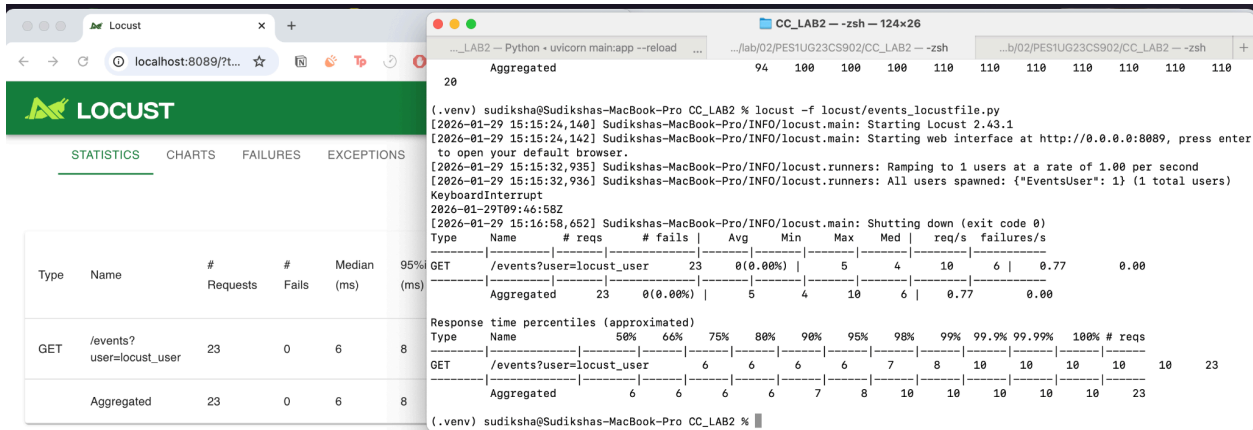 Locust
localhost:8089/?t...
LOCUST
STATISTICS CHARTS FAILURES EXCEPTIONS
Type Name # Requests # Fails Median (ms) 95%i (ms)
GET /events?user=locust_user 23 0 6 8
Aggregated 23 0 6 8
CC_LAB2 — -zsh — 124×26
..._LAB2 — Python ◂ uvicorn main:app --reload ... .../lab/02/PES1UG23CS902/CC_LAB2 — -zsh ...b/02/PES1UG23CS902/CC_LAB2 — -zsh +
Aggregated 94 100 100 100 110 110 110 110 110 110 110
20
(.venv) sudiksha@Sudikshas-MacBook-Pro CC_LAB2 % locust -f locust/events_locustfile.py
[2026-01-29 15:15:24,140] Sudikshas-MacBook-Pro/INFO/locust.main: Starting Locust 2.43.1
[2026-01-29 15:15:24,142] Sudikshas-MacBook-Pro/INFO/locust.main: Starting web interface at http://0.0.0.0:8089, press enter
to open your default browser.
[2026-01-29 15:15:32,935] Sudikshas-MacBook-Pro/INFO/locust.runners: Ramping to 1 users at a rate of 1.00 per second
[2026-01-29 15:15:32,936] Sudikshas-MacBook-Pro/INFO/locust.runners: All users spawned: {"EventsUser": 1} (1 total users)
KeyboardInterrupt
2026-01-29T09:46:58Z
[2026-01-29 15:16:58,652] Sudikshas-MacBook-Pro/INFO/locust.main: Shutting down (exit code 0)
Type Name # reqs # fails | Avg Min Max Med | req/s failures/s
--------|----------|-------|-------------|-------|-------|-------|-------|--------|-----------
GET /events?user=locust_user 23 0(0.00%) | 5 4 10 6 | 0.77 0.00
--------|----------|-------|-------------|-------|-------|-------|-------|--------|-----------
Aggregated 23 0(0.00%) | 5 4 10 6 | 0.77 0.00
Response time percentiles (approximated)
Type Name 50% 66% 75% 80% 90% 95% 98% 99% 99.9% 99.99% 100% # reqs
--------|----------------|--------|------|------|------|------|------|------|------|------|------|------|------
GET /events?user=locust_user 6 6 6 6 7 8 10 10 10 10 10 23
--------|----------------|--------|------|------|------|------|------|------|------|------|------|------|------
Aggregated 6 6 6 6 7 8 10 10 10 10 10 23
(.venv) sudiksha@Sudikshas-MacBook-Pro CC_LAB2 %